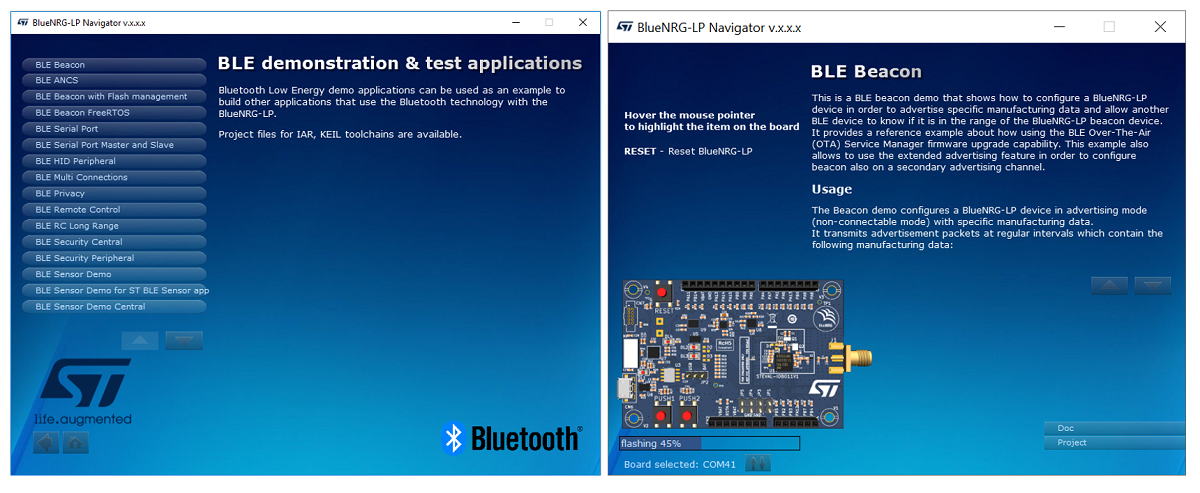 BlueNRG-LP Navigator v.x.x.x
BLE Beacon
BLE ANCS
BLE Beacon with Flash management
BLE Beacon FreeRTOS
BLE Serial Port
BLE Serial Port Master and Slave
BLE HID Peripheral
BLE Multi Connections
BLE Privacy
BLE Remote Control
BLE RC Long Range
BLE Security Central
BLE Security Peripheral
BLE Sensor Demo
BLE Sensor Demo for ST BLE Sensor app
BLE Sensor Demo Central
BLE demonstration & test applications
Bluetooth Low Energy demo applications can be used as an example to
build other applications that use the Bluetooth technology with the
BlueNRG-LP.
Project files for IAR, KEIL toolchains are available.
ST
life.augmented
Bluetooth®
BlueNRG-LP Navigator v.x.x.x
Hover the mouse pointer
to highlight the item on the board
RESET - Reset BlueNRG-LP
BLE Beacon
This is a BLE beacon demo that shows how to configure a BlueNRG-LP
device in order to advertise specific manufacturing data and allow another
BLE device to know if it is in the range of the BlueNRG-LP beacon device.
It provides a reference example about how using the BLE Over-The-Air
(OTA) Service Manager firmware upgrade capability. This example also
allows to use the extended advertising feature in order to configure
beacon also on a secondary advertising channel.
Usage
The Beacon demo configures a BlueNRG-LP device in advertising mode
(non-connectable mode) with specific manufacturing data.
It transmits advertisement packets at regular intervals which contain the
following manufacturing data:
RESET
RoHS
STEVAL-IDB011V1
PUSH1
PUSH2
ST
flashing 45%
Board selected: COM41
Doc
Project